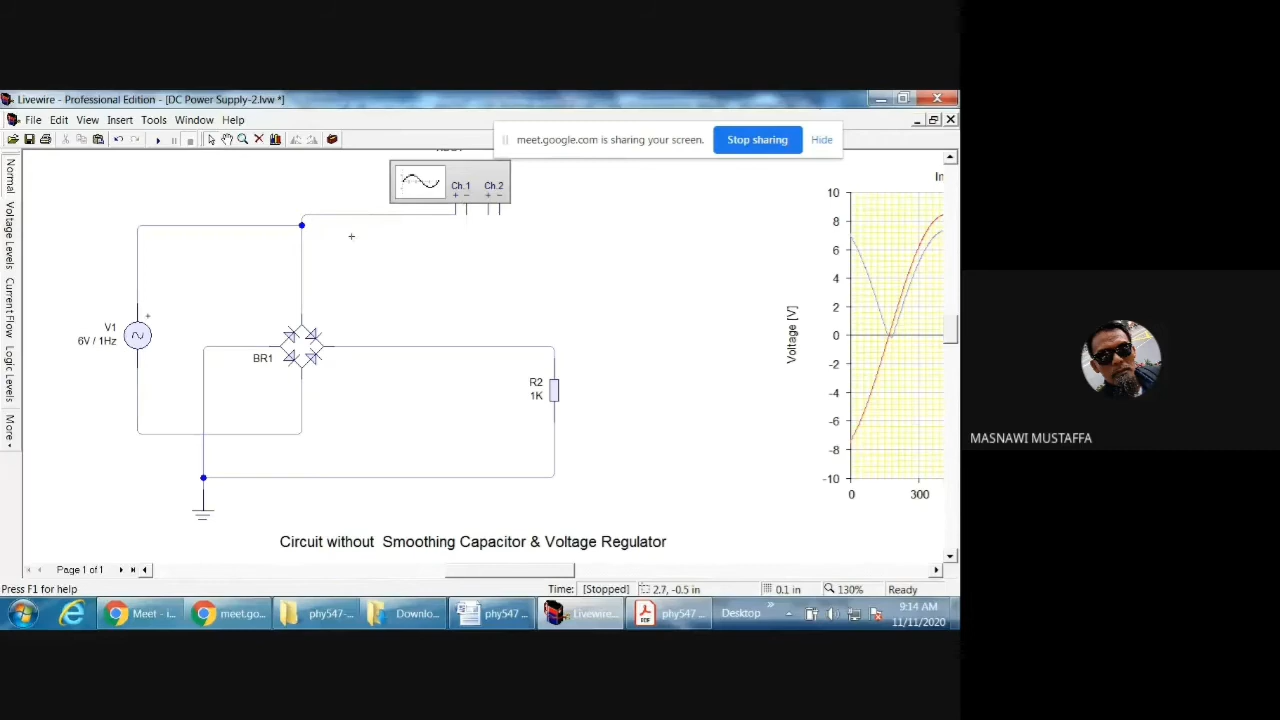 Livewire - Professional Edition - [DC Power Supply-2.lvw *]
File Edit View Insert Tools Window Help
meet.google.com is sharing your screen. Stop sharing Hide
Normal
Voltage Levels
Current Flow
Logic Levels
More
Ch.1 Ch.2
+ - + -
V1
6V / 1Hz
+
BR1
R2
1K
In
Voltage [V]
10
8
6
4
2
0
-2
-4
-6
-8
-10
0 300
MASNAWI MUSTAFFA
Circuit without Smoothing Capacitor & Voltage Regulator
Page 1 of 1
Press F1 for help Time: [Stopped] 2.7, -0.5 in 0.1 in 130% Ready
Meet - i... meet.go... phy547-... Downlo... phy547 ... Livewire... phy547 ... Desktop »
PDF
9:14 AM
11/11/2020